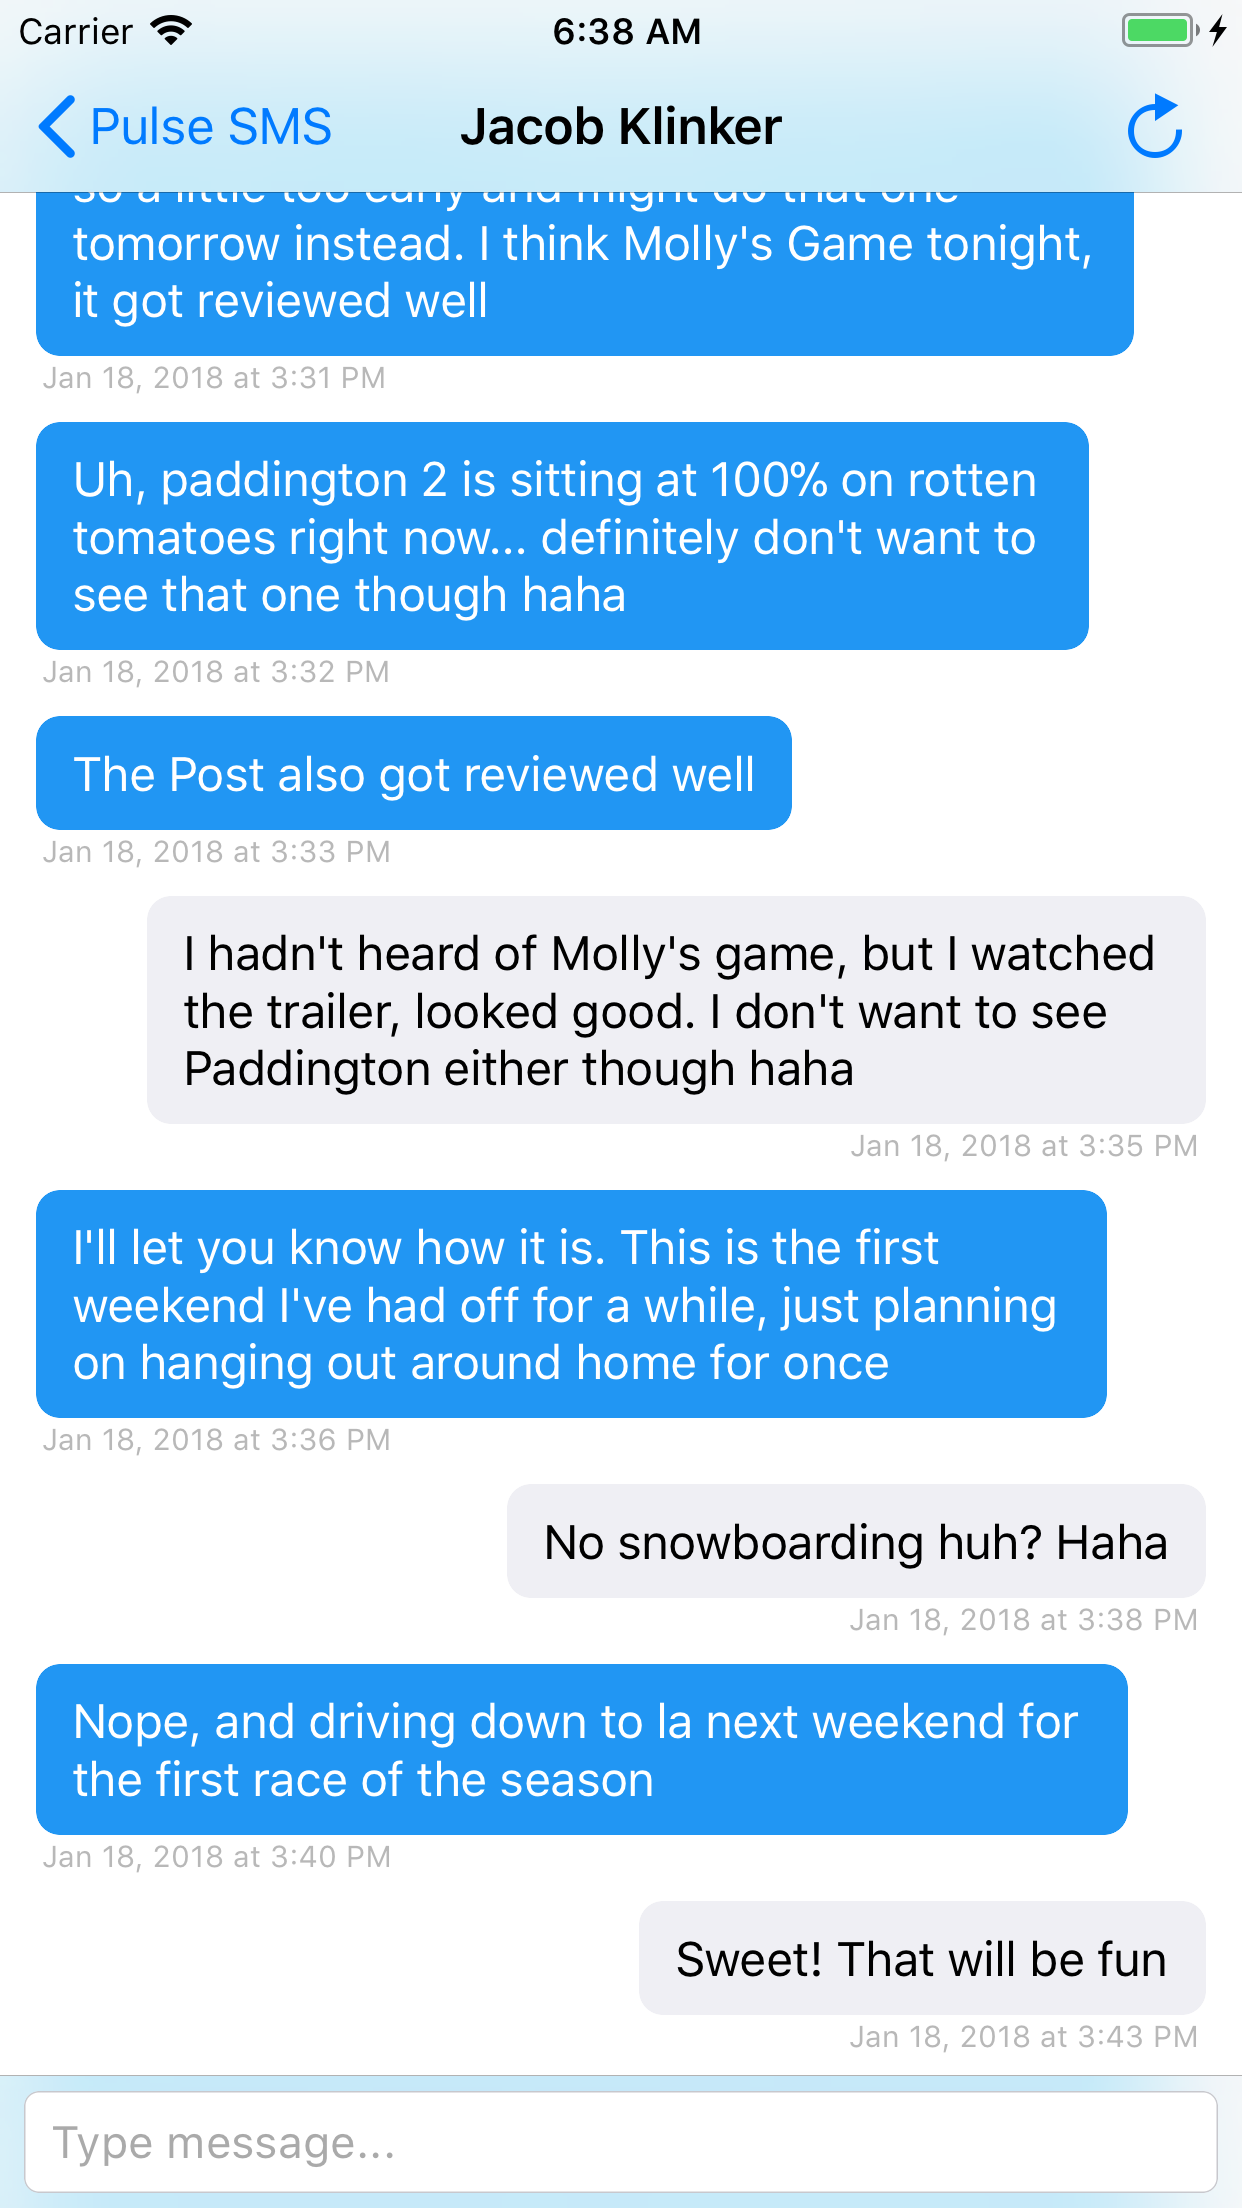 Carrier
6:38 AM
Pulse SMS
Jacob Klinker
so a little too early and might do that one
tomorrow instead. I think Molly's Game tonight,
it got reviewed well
Jan 18, 2018 at 3:31 PM
Uh, paddington 2 is sitting at 100% on rotten
tomatoes right now... definitely don't want to
see that one though haha
Jan 18, 2018 at 3:32 PM
The Post also got reviewed well
Jan 18, 2018 at 3:33 PM
I hadn't heard of Molly's game, but I watched
the trailer, looked good. I don't want to see
Paddington either though haha
Jan 18, 2018 at 3:35 PM
I'll let you know how it is. This is the first
weekend I've had off for a while, just planning
on hanging out around home for once
Jan 18, 2018 at 3:36 PM
No snowboarding huh? Haha
Jan 18, 2018 at 3:38 PM
Nope, and driving down to la next weekend for
the first race of the season
Jan 18, 2018 at 3:40 PM
Sweet! That will be fun
Jan 18, 2018 at 3:43 PM
Type message...